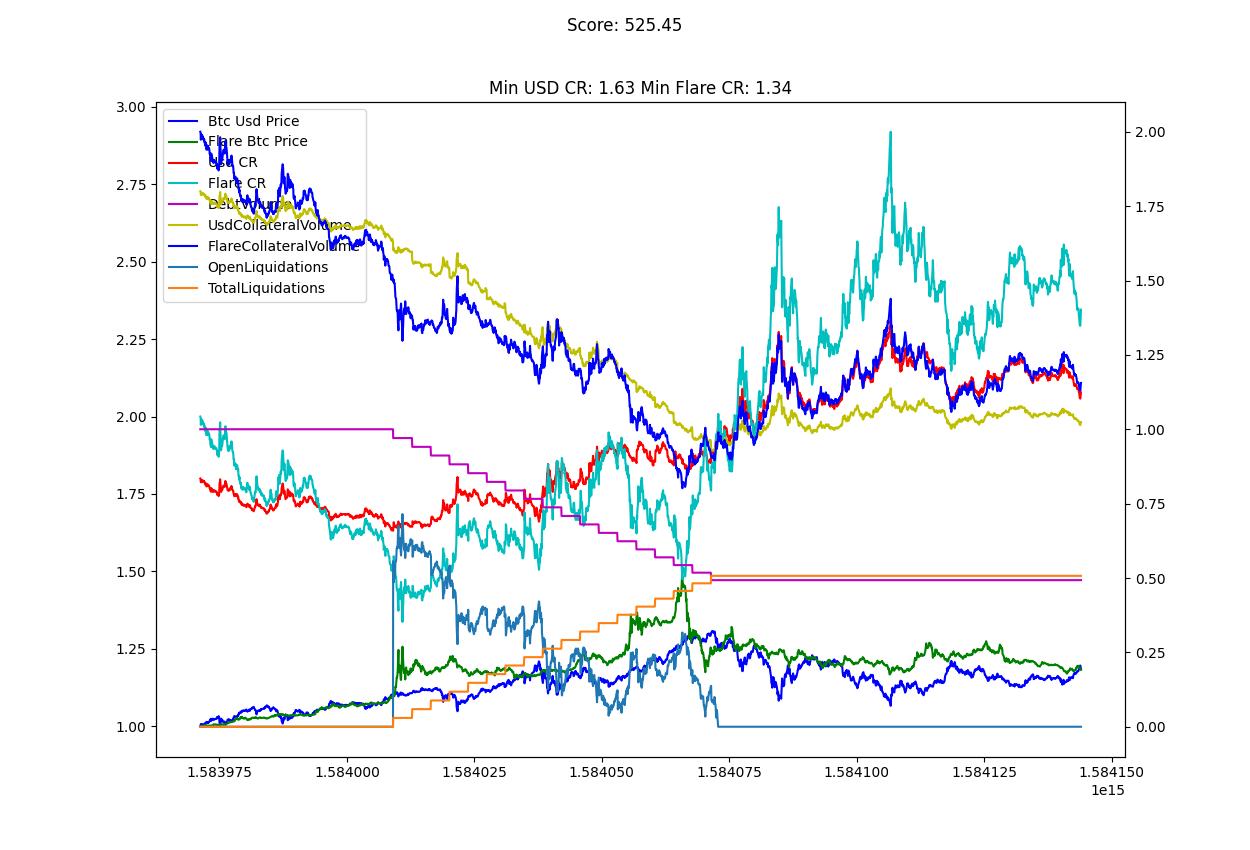 Score: 525.45
Min USD CR: 1.63 Min Flare CR: 1.34
Btc Usd Price
Flare Btc Price
Usd CR
Flare CR
DebtVolume
UsdCollateralVolume
FlareCollateralVolume
OpenLiquidations
TotalLiquidations
3.00
2.75
2.50
2.25
2.00
1.75
1.50
1.25
1.00
2.00
1.75
1.50
1.25
1.00
0.75
0.50
0.25
0.00
1.583975 1.584000 1.584025 1.584050 1.584075 1.584100 1.584125 1.584150
1e15